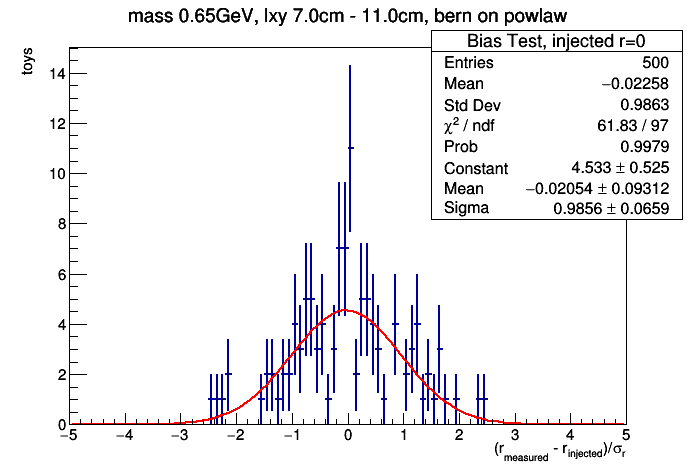 mass 0.65GeV, lxy 7.0cm - 11.0cm, bern on powlaw
toys
Bias Test, injected r=0
Entries 500
Mean −0.02258
Std Dev 0.9863
χ² / ndf 61.83 / 97
Prob 0.9979
Constant 4.533 ± 0.525
Mean −0.02054 ± 0.09312
Sigma 0.9856 ± 0.0659
14
12
10
8
6
4
2
0
−5 −4 −3 −2 −1 0 1 2 3 4 5
(r_measured - r_injected)/σ_r